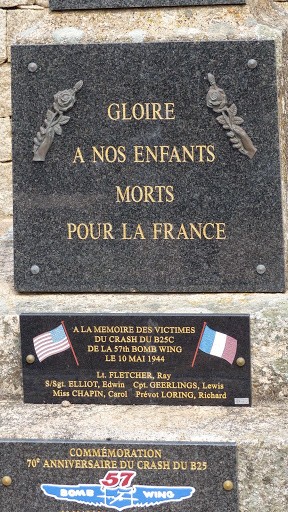 GLOIRE
A NOS ENFANTS
MORTS
POUR LA FRANCE
A LA MEMOIRE DES VICTIMES
DU CRASH DU B25C
DE LA 57th BOMB WING
LE 10 MAI 1944
Lt. FLETCHER, Ray
S/Sgt. ELLIOT, Edwin Cpt. GEERLINGS, Lewis
Miss CHAPIN, Carol Prévot LORING, Richard
COMMÉMORATION
70e ANNIVERSAIRE DU CRASH DU B25
57
BOMB WING